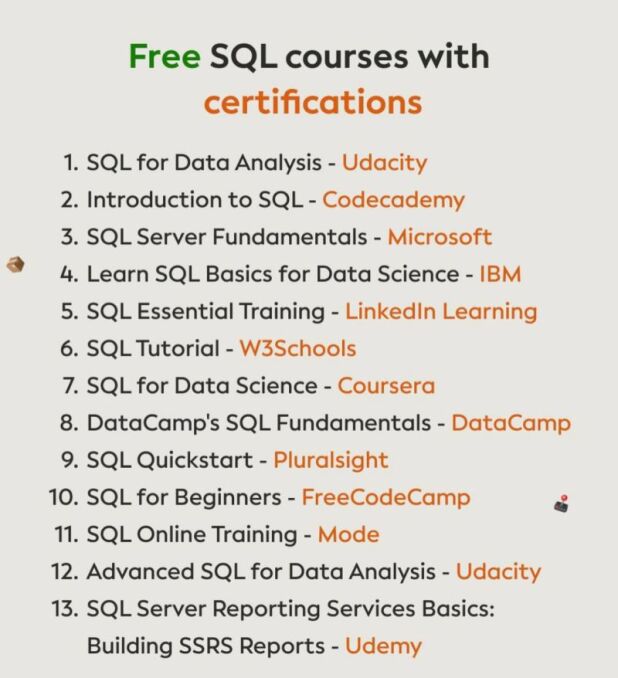 Free SQL courses with
certifications
1. SQL for Data Analysis - Udacity
2. Introduction to SQL - Codecademy
3. SQL Server Fundamentals - Microsoft
4. Learn SQL Basics for Data Science - IBM
5. SQL Essential Training - LinkedIn Learning
6. SQL Tutorial - W3Schools
7. SQL for Data Science - Coursera
8. DataCamp's SQL Fundamentals - DataCamp
9. SQL Quickstart - Pluralsight
10. SQL for Beginners - FreeCodeCamp
11. SQL Online Training - Mode
12. Advanced SQL for Data Analysis - Udacity
13. SQL Server Reporting Services Basics:
Building SSRS Reports - Udemy